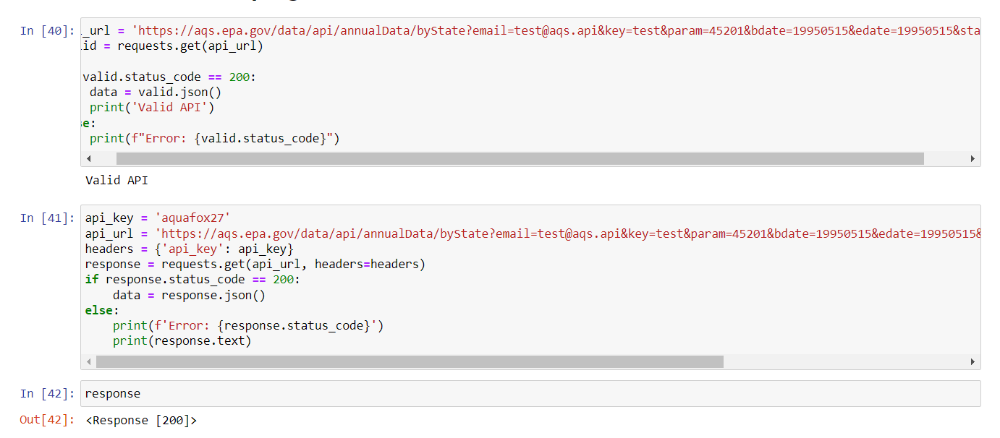 In [40]: _url = 'https://aqs.epa.gov/data/api/annualData/byState?email=test@aqs.api&key=test&param=45201&bdate=19950515&edate=19950515&sta
lid = requests.get(api_url)
valid.status_code == 200:
data = valid.json()
print('Valid API')
se:
print(f"Error: {valid.status_code}")
Valid API
In [41]: api_key = 'aquafox27'
api_url = 'https://aqs.epa.gov/data/api/annualData/byState?email=test@aqs.api&key=test&param=45201&bdate=19950515&edate=19950515&
headers = {'api_key': api_key}
response = requests.get(api_url, headers=headers)
if response.status_code == 200:
data = response.json()
else:
print(f'Error: {response.status_code}')
print(response.text)
In [42]: response
Out[42]: <Response [200]>